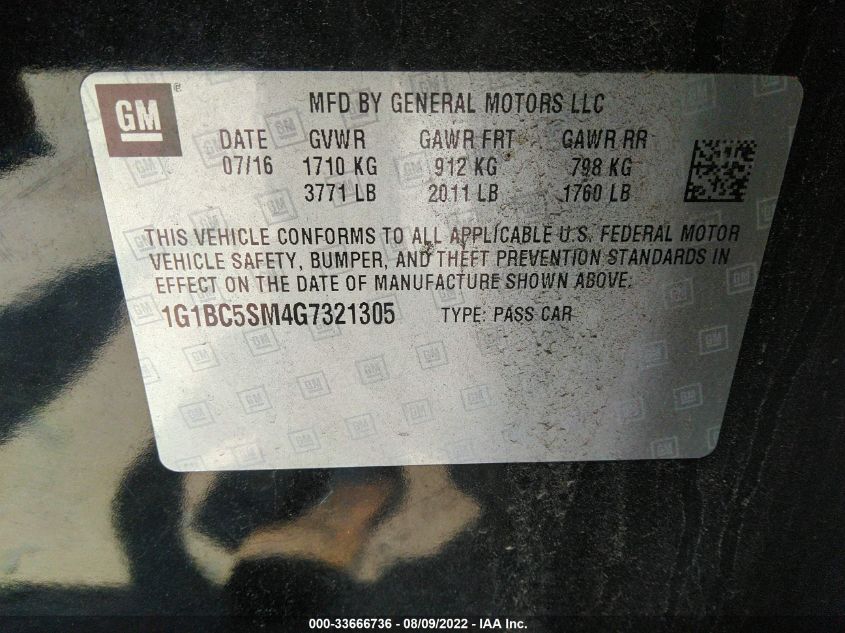 GM
®
MFD BY GENERAL MOTORS LLC
DATE GVWR GAWR FRT GAWR RR
07/16 1710 KG 912 KG 798 KG
3771 LB 2011 LB 1760 LB
THIS VEHICLE CONFORMS TO ALL APPLICABLE U.S. FEDERAL MOTOR
VEHICLE SAFETY, BUMPER, AND THEFT PREVENTION STANDARDS IN
EFFECT ON THE DATE OF MANUFACTURE SHOWN ABOVE.
1G1BC5SM4G7321305 TYPE: PASS CAR
000-33666736 - 08/09/2022 - IAA Inc.